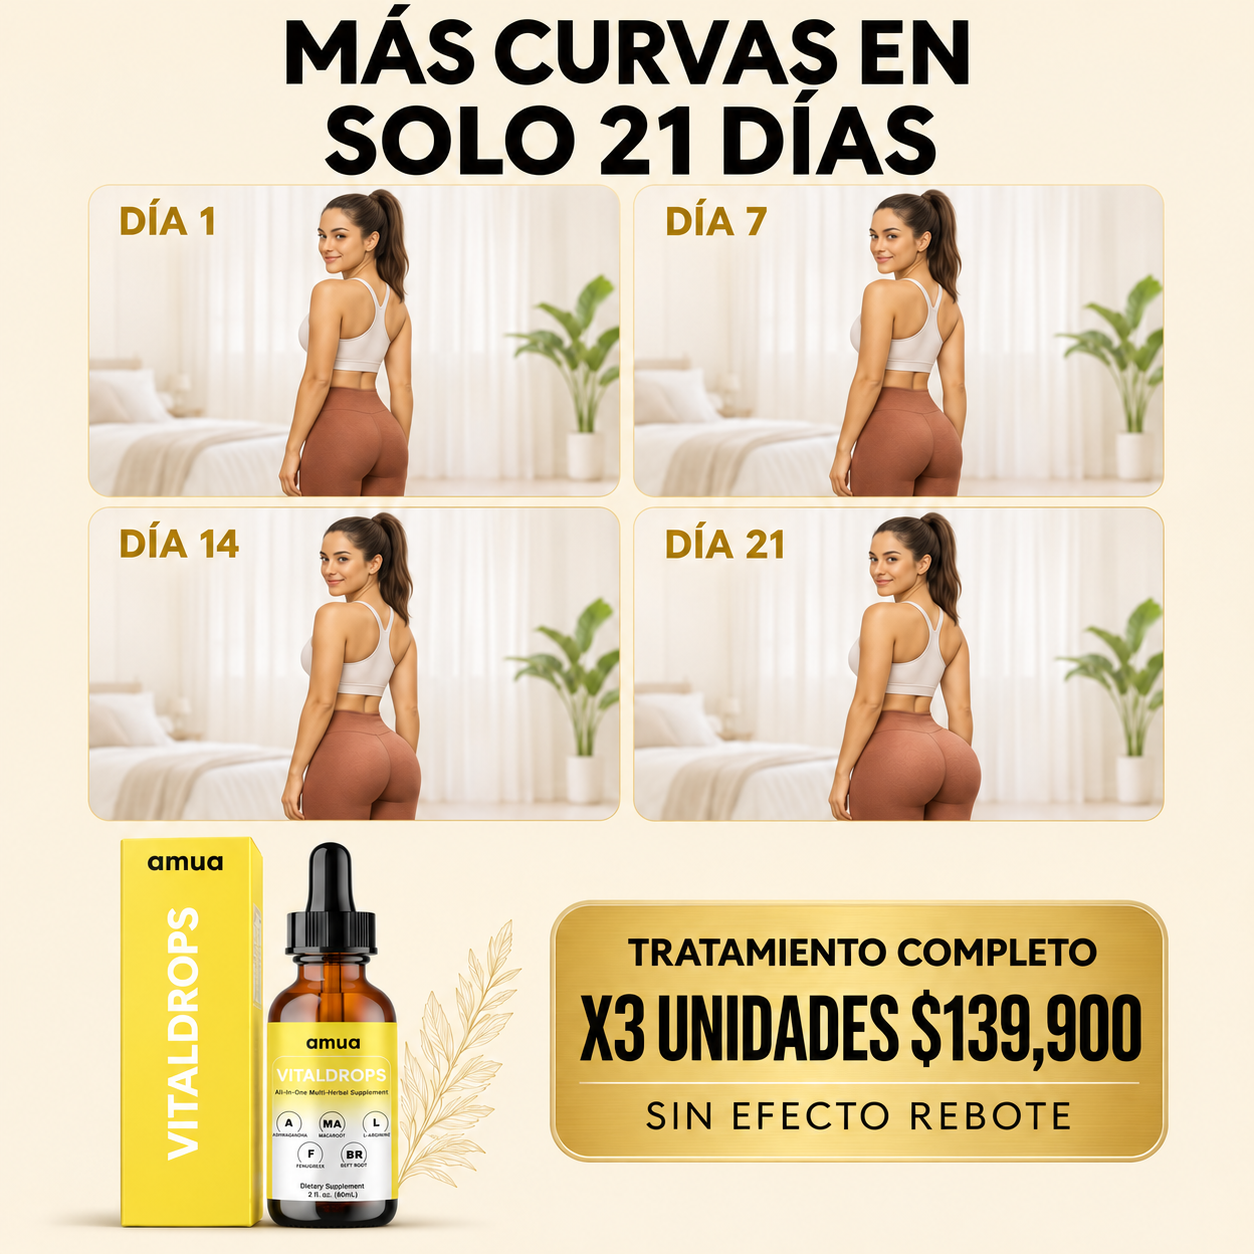 MÁS CURVAS EN
SOLO 21 DÍAS
DÍA 1
DÍA 7
DÍA 14
DÍA 21
amua
VITALDROPS
amua
VITALDROPS
All-In-One Multi-Herbal Supplement
A
MA
L
ASHWAGANDHA
MACAROOT
L-ARGININE
F
BR
FENUGREEK
BEET ROOT
Dietary Supplement
2 fl. oz. (60mL)
TRATAMIENTO COMPLETO
X3 UNIDADES $139,900
SIN EFECTO REBOTE